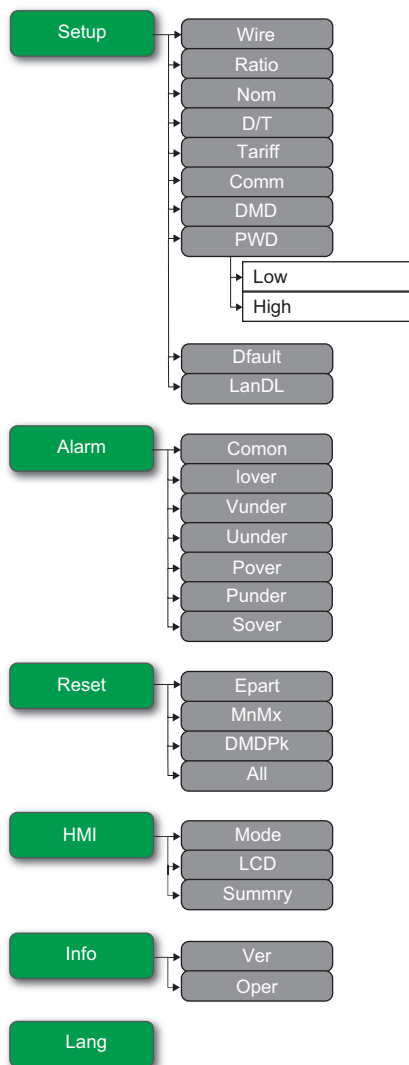 Setup
Wire
Ratio
Nom
D/T
Tariff
Comm
DMD
PWD
Low
High
Dfault
LanDL
Alarm
Comon
Iover
Vunder
Uunder
Pover
Punder
Sover
Reset
Epart
MnMx
DMDPk
All
HMI
Mode
LCD
Summry
Info
Ver
Oper
Lang